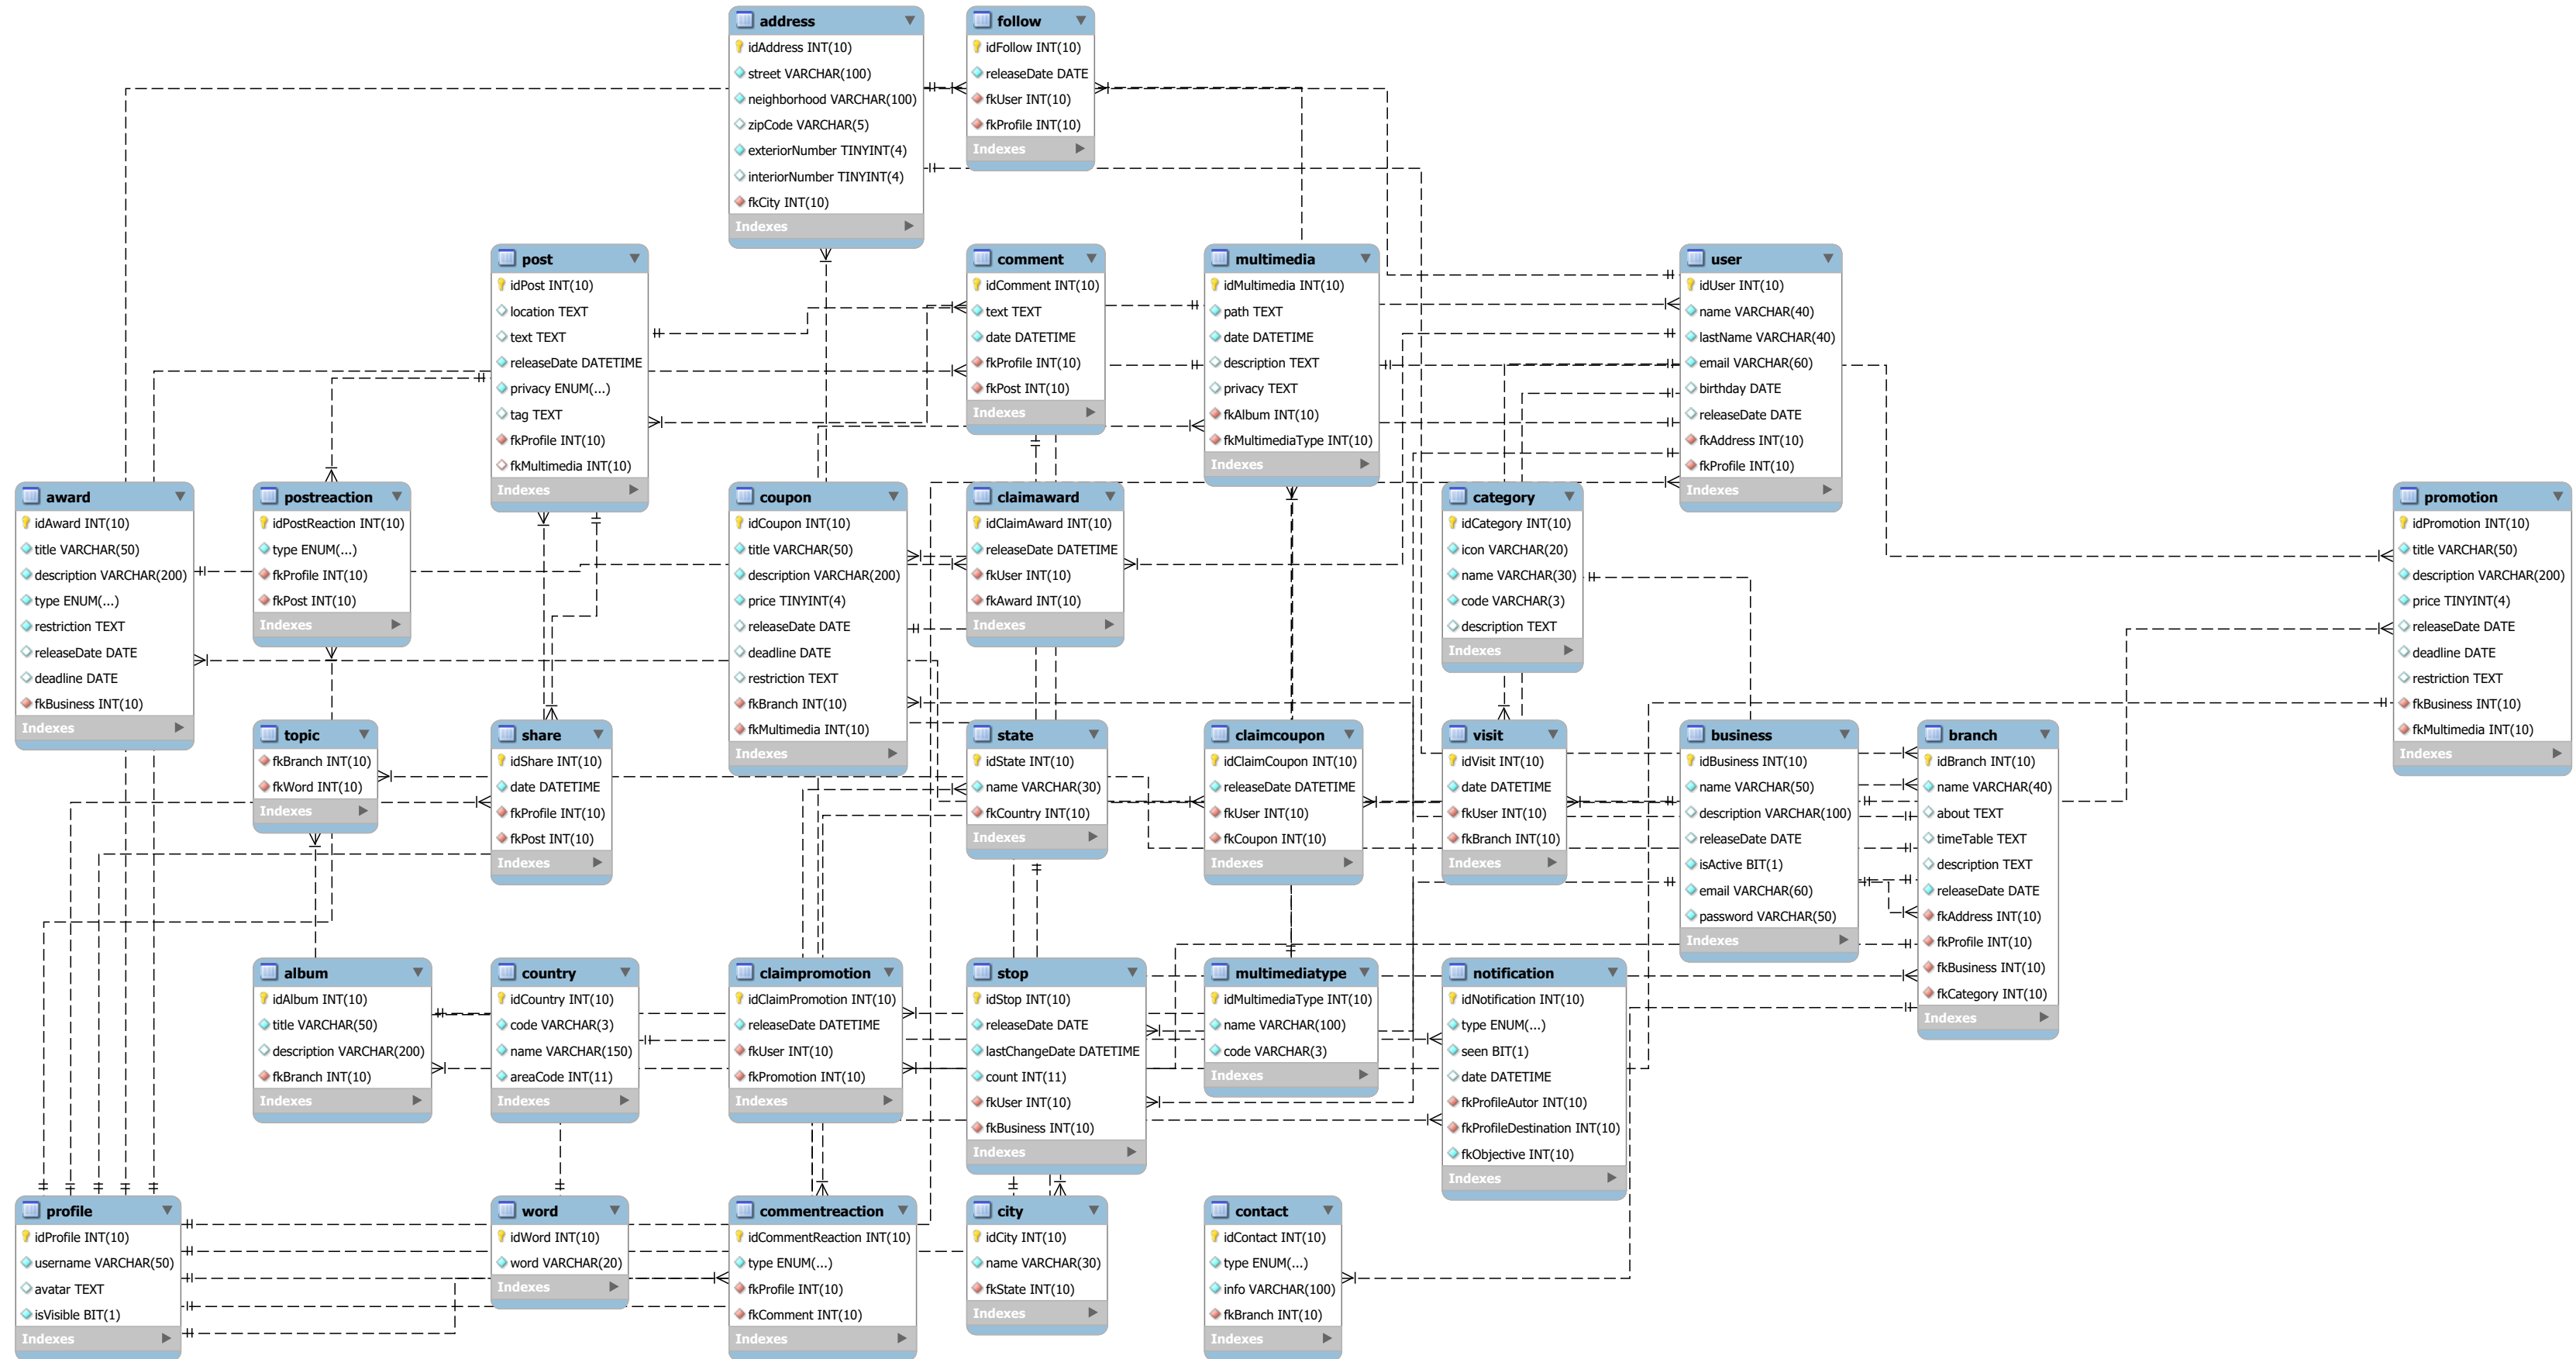 address
idAddress INT(10)
street VARCHAR(100)
neighborhood VARCHAR(100)
zipCode VARCHAR(5)
exteriorNumber TINYINT(4)
interiorNumber TINYINT(4)
fkCity INT(10)
Indexes
follow
idFollow INT(10)
releaseDate DATE
fkUser INT(10)
fkProfile INT(10)
Indexes
post
idPost INT(10)
location TEXT
text TEXT
releaseDate DATETIME
privacy ENUM(...)
tag TEXT
fkProfile INT(10)
fkMultimedia INT(10)
Indexes
comment
idComment INT(10)
text TEXT
date DATETIME
fkProfile INT(10)
fkPost INT(10)
Indexes
multimedia
idMultimedia INT(10)
path TEXT
date DATETIME
description TEXT
privacy TEXT
fkAlbum INT(10)
fkMultimediaType INT(10)
Indexes
user
idUser INT(10)
name VARCHAR(40)
lastName VARCHAR(40)
email VARCHAR(60)
birthday DATE
releaseDate DATE
fkAddress INT(10)
fkProfile INT(10)
Indexes
award
idAward INT(10)
title VARCHAR(50)
description VARCHAR(200)
type ENUM(...)
restriction TEXT
releaseDate DATE
deadline DATE
fkBusiness INT(10)
Indexes
postreaction
idPostReaction INT(10)
type ENUM(...)
fkProfile INT(10)
fkPost INT(10)
Indexes
coupon
idCoupon INT(10)
title VARCHAR(50)
description VARCHAR(200)
price TINYINT(4)
releaseDate DATE
deadline DATE
restriction TEXT
fkBranch INT(10)
fkMultimedia INT(10)
Indexes
claimaward
idClaimAward INT(10)
releaseDate DATETIME
fkUser INT(10)
fkAward INT(10)
Indexes
category
idCategory INT(10)
icon VARCHAR(20)
name VARCHAR(30)
code VARCHAR(3)
description TEXT
Indexes
promotion
idPromotion INT(10)
title VARCHAR(50)
description VARCHAR(200)
price TINYINT(4)
releaseDate DATE
deadline DATE
restriction TEXT
fkBusiness INT(10)
fkMultimedia INT(10)
Indexes
topic
fkBranch INT(10)
fkWord INT(10)
Indexes
share
idShare INT(10)
date DATETIME
fkProfile INT(10)
fkPost INT(10)
Indexes
state
idState INT(10)
name VARCHAR(30)
fkCountry INT(10)
Indexes
claimcoupon
idClaimCoupon INT(10)
releaseDate DATETIME
fkUser INT(10)
fkCoupon INT(10)
Indexes
visit
idVisit INT(10)
date DATETIME
fkUser INT(10)
fkBranch INT(10)
Indexes
business
idBusiness INT(10)
name VARCHAR(50)
description VARCHAR(100)
releaseDate DATE
isActive BIT(1)
email VARCHAR(60)
password VARCHAR(50)
Indexes
branch
idBranch INT(10)
name VARCHAR(40)
about TEXT
timeTable TEXT
description TEXT
releaseDate DATE
fkAddress INT(10)
fkProfile INT(10)
fkBusiness INT(10)
fkCategory INT(10)
Indexes
album
idAlbum INT(10)
title VARCHAR(50)
description VARCHAR(200)
fkBranch INT(10)
Indexes
country
idCountry INT(10)
code VARCHAR(3)
name VARCHAR(150)
areaCode INT(11)
Indexes
claimpromotion
idClaimPromotion INT(10)
releaseDate DATETIME
fkUser INT(10)
fkPromotion INT(10)
Indexes
stop
idStop INT(10)
releaseDate DATE
lastChangeDate DATETIME
count INT(11)
fkUser INT(10)
fkBusiness INT(10)
Indexes
multimediatype
idMultimediaType INT(10)
name VARCHAR(100)
code VARCHAR(3)
Indexes
notification
idNotification INT(10)
type ENUM(...)
seen BIT(1)
date DATETIME
fkProfileAutor INT(10)
fkProfileDestination INT(10)
fkObjective INT(10)
Indexes
profile
idProfile INT(10)
username VARCHAR(50)
avatar TEXT
isVisible BIT(1)
Indexes
word
idWord INT(10)
word VARCHAR(20)
Indexes
commentreaction
idCommentReaction INT(10)
type ENUM(...)
fkProfile INT(10)
fkComment INT(10)
Indexes
city
idCity INT(10)
name VARCHAR(30)
fkState INT(10)
Indexes
contact
idContact INT(10)
type ENUM(...)
info VARCHAR(100)
fkBranch INT(10)
Indexes